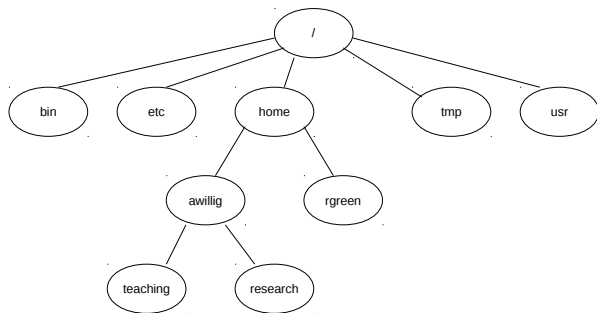 /
bin etc home tmp usr
awillig rgreen
teaching research